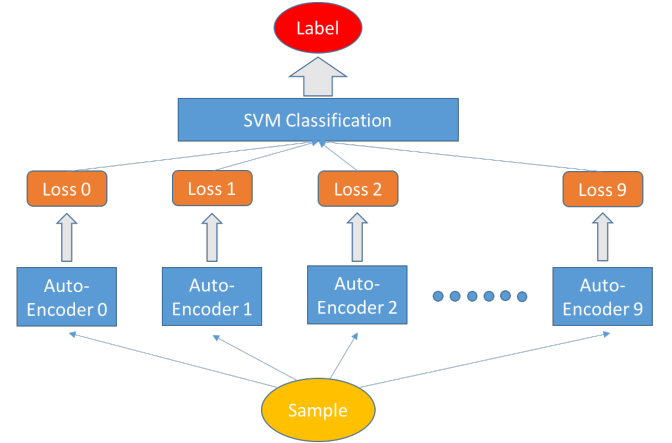 Label
SVM Classification
Loss 0
Loss 1
Loss 2
Loss 9
Auto-
Encoder 0
Auto-
Encoder 1
Auto-
Encoder 2
Auto-
Encoder 9
Sample